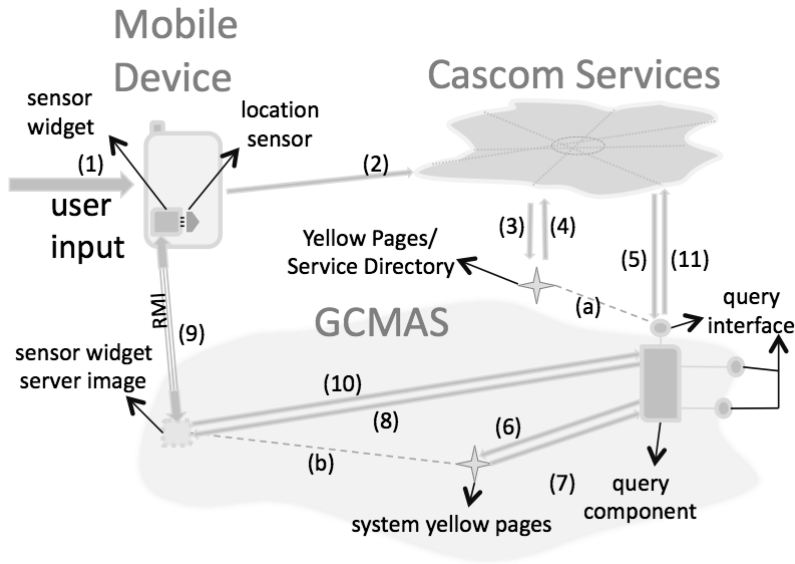 Mobile
Device
Cascom Services
sensor
widget
location
sensor
(1)
(2)
user
input
(3)
(4)
Yellow Pages/
Service Directory
(5)
(11)
(a)
query
interface
RMI
(9)
GCMAS
sensor widget
server image
(10)
(8)
(6)
(b)
(7)
query
component
system yellow pages